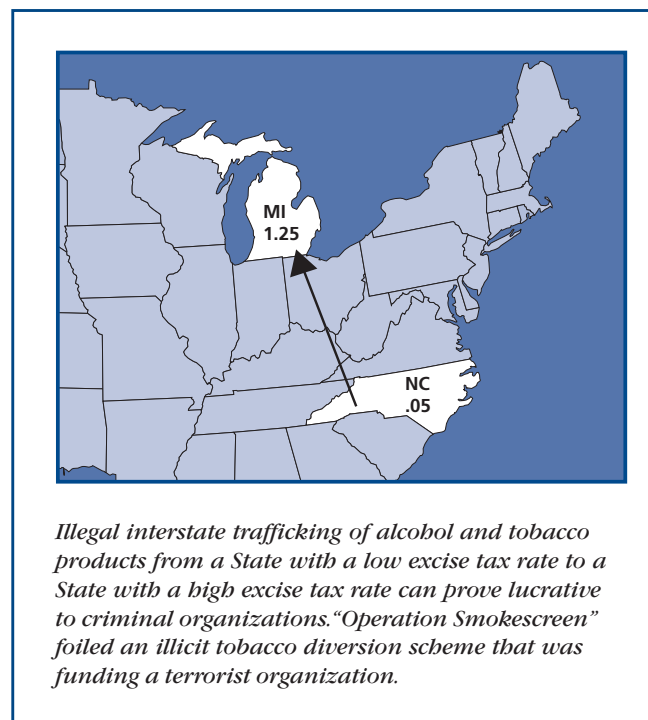 MI
1.25
NC
.05
Illegal interstate trafficking of alcohol and tobacco
products from a State with a low excise tax rate to a
State with a high excise tax rate can prove lucrative
to criminal organizations.“Operation Smokescreen”
foiled an illicit tobacco diversion scheme that was
funding a terrorist organization.